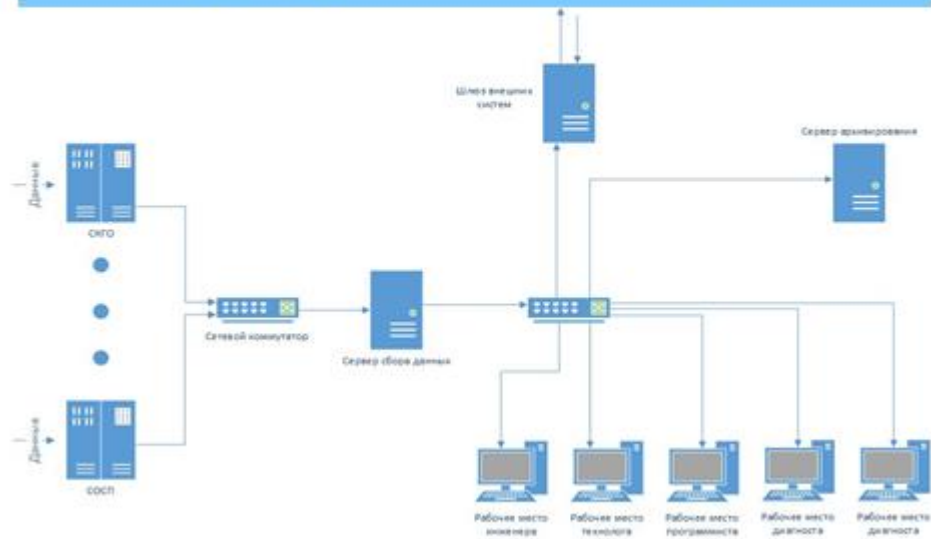 Шлюз внешних
систем
Сервер архивирования
Данные
СКГО
Сетевой коммутатор
Сервер сбора данных
Данные
СОСП
Рабочее место
инженера
Рабочее место
технолога
Рабочее место
программиста
Рабочее место
диагноста
Рабочее место
диагноста